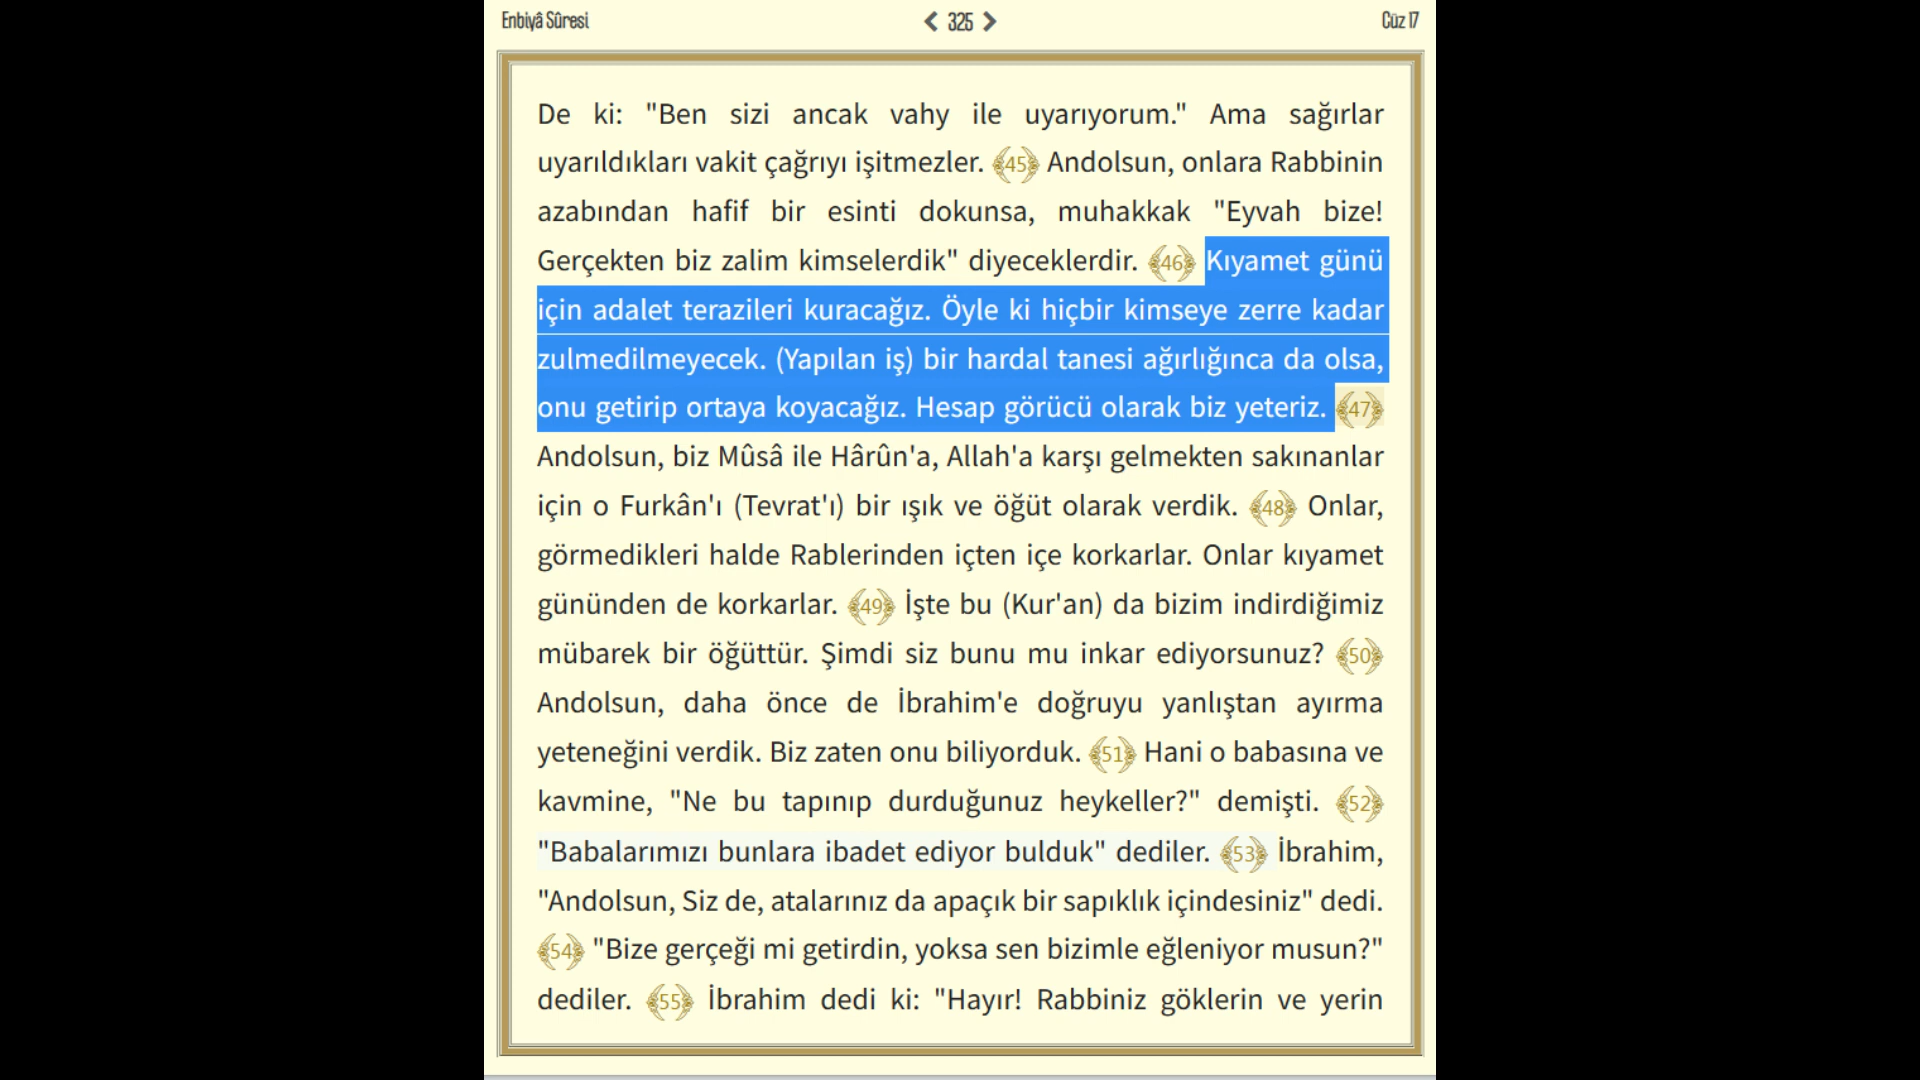 Enbiyâ Sûresi
325
Cüz 17
De ki: "Ben sizi ancak vahy ile uyarıyorum." Ama sağırlar
uyarıldıkları vakit çağrıyı işitmezler. 45 Andolsun, onlara Rabbinin
azabından hafif bir esinti dokunsa, muhakkak "Eyvah bize!
Gerçekten biz zalim kimselerdik" diyeceklerdir. 46 Kıyamet günü
için adalet terazileri kuracağız. Öyle ki hiçbir kimseye zerre kadar
zulmedilmeyecek. (Yapılan iş) bir hardal tanesi ağırlığınca da olsa,
onu getirip ortaya koyacağız. Hesap görücü olarak biz yeteriz. 47
Andolsun, biz Mûsâ ile Hârûn'a, Allah'a karşı gelmekten sakınanlar
için o Furkân'ı (Tevrat'ı) bir ışık ve öğüt olarak verdik. 48 Onlar,
görmedikleri halde Rablerinden içten içe korkarlar. Onlar kıyamet
gününden de korkarlar. 49 İşte bu (Kur'an) da bizim indirdiğimiz
mübarek bir öğüttür. Şimdi siz bunu mu inkar ediyorsunuz? 50
Andolsun, daha önce de İbrahim'e doğruyu yanlıştan ayırma
yeteneğini verdik. Biz zaten onu biliyorduk. 51 Hani o babasına ve
kavmine, "Ne bu tapınıp durduğunuz heykeller?" demişti. 52
"Babalarımızı bunlara ibadet ediyor bulduk" dediler. 53 İbrahim,
"Andolsun, Siz de, atalarınız da apaçık bir sapıklık içindesiniz" dedi.
54 "Bize gerçeği mi getirdin, yoksa sen bizimle eğleniyor musun?"
dediler. 55 İbrahim dedi ki: "Hayır! Rabbiniz göklerin ve yerin